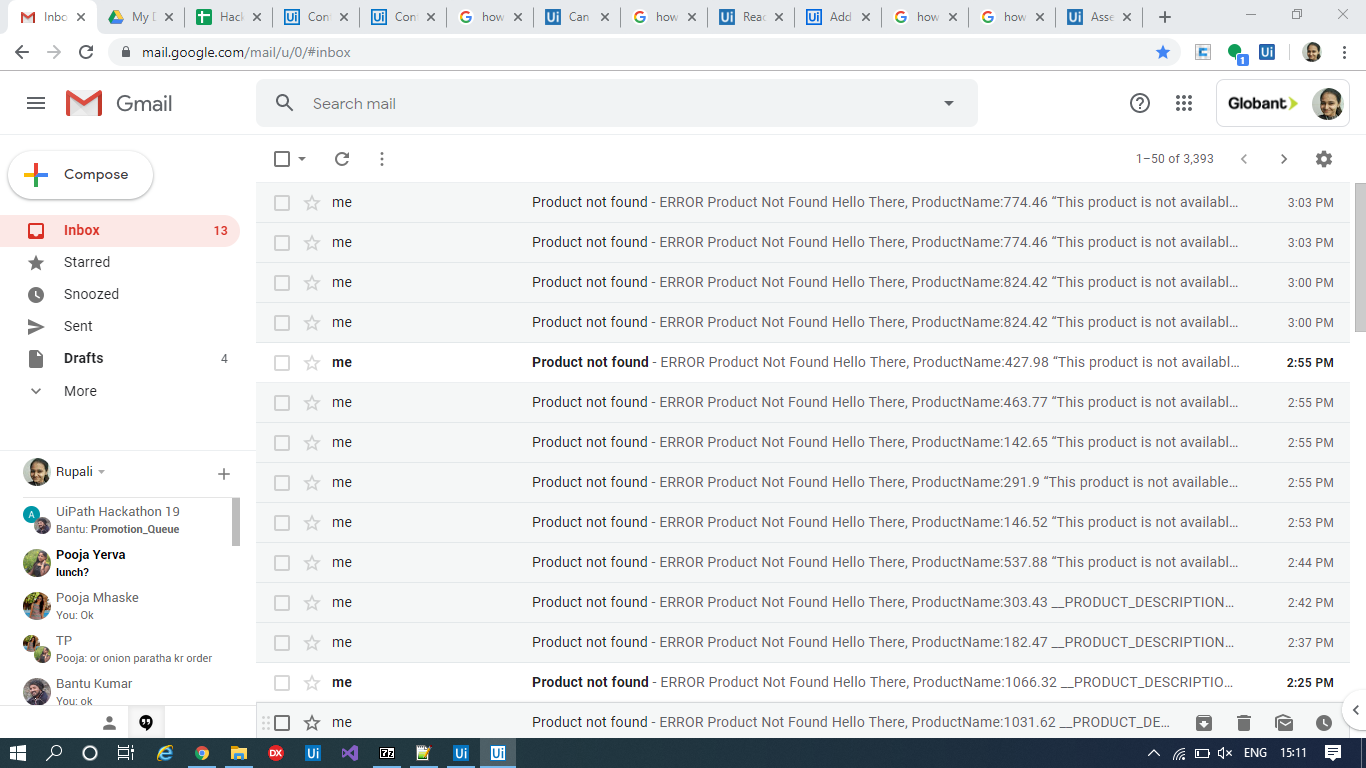 Inbo
My D
Hack
Cont
Cont
how
Can
how
Reac
Add
how
how
Asse
mail.google.com/mail/u/0/#inbox
1
Ui
Gmail
Search mail
Globant
Compose
1–50 of 3,393
Inbox 13
Starred
Snoozed
Sent
Drafts 4
More
me Product not found - ERROR Product Not Found Hello There, ProductName:774.46 “This product is not availabl... 3:03 PM
me Product not found - ERROR Product Not Found Hello There, ProductName:774.46 “This product is not availabl... 3:03 PM
me Product not found - ERROR Product Not Found Hello There, ProductName:824.42 “This product is not availabl... 3:00 PM
me Product not found - ERROR Product Not Found Hello There, ProductName:824.42 “This product is not availabl... 3:00 PM
me Product not found - ERROR Product Not Found Hello There, ProductName:427.98 “This product is not availabl... 2:55 PM
me Product not found - ERROR Product Not Found Hello There, ProductName:463.77 “This product is not availabl... 2:55 PM
me Product not found - ERROR Product Not Found Hello There, ProductName:142.65 “This product is not availabl... 2:55 PM
me Product not found - ERROR Product Not Found Hello There, ProductName:291.9 “This product is not available... 2:55 PM
me Product not found - ERROR Product Not Found Hello There, ProductName:146.52 “This product is not availabl... 2:53 PM
me Product not found - ERROR Product Not Found Hello There, ProductName:537.88 “This product is not availabl... 2:44 PM
me Product not found - ERROR Product Not Found Hello There, ProductName:303.43 __PRODUCT_DESCRIPTION... 2:42 PM
me Product not found - ERROR Product Not Found Hello There, ProductName:182.47 __PRODUCT_DESCRIPTION... 2:37 PM
me Product not found - ERROR Product Not Found Hello There, ProductName:1066.32 __PRODUCT_DESCRIPTIO... 2:25 PM
me Product not found - ERROR Product Not Found Hello There, ProductName:1031.62 __PRODUCT_DE...
Rupali
A
UiPath Hackathon 19
Bantu: Promotion_Queue
Pooja Yerva
lunch?
Pooja Mhaske
You: Ok
TP
Pooja: or onion paratha kr order
Bantu Kumar
You: ok
DX
Ui
Ui
Ui
ENG
15:11